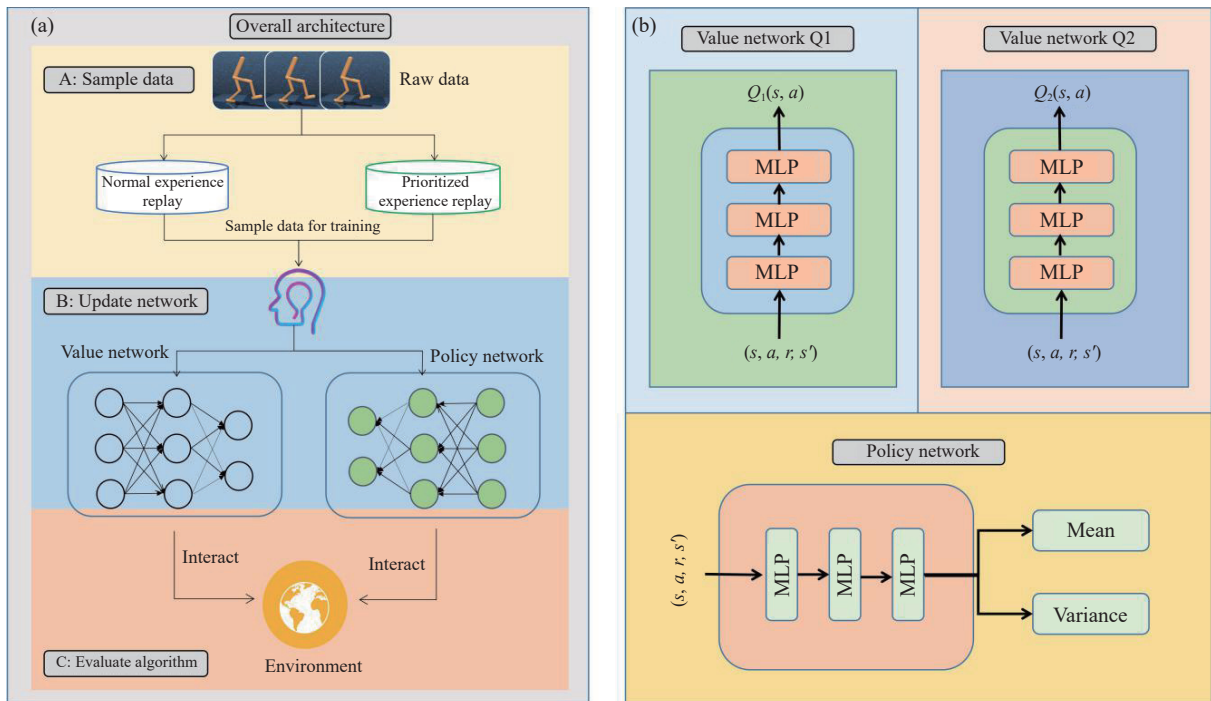 (a)
Overall architecture
A: Sample data
Raw data
Normal experience
replay
Prioritized
experience replay
Sample data for training
B: Update network
Value network
Policy network
Interact
Interact
C: Evaluate algorithm
Environment
(b)
Value network Q1
Q₁(s, a)
MLP
MLP
MLP
(s, a, r, s′)
Value network Q2
Q₂(s, a)
MLP
MLP
MLP
(s, a, r, s′)
Policy network
(s, a, r, s′)
MLP
MLP
MLP
Mean
Variance